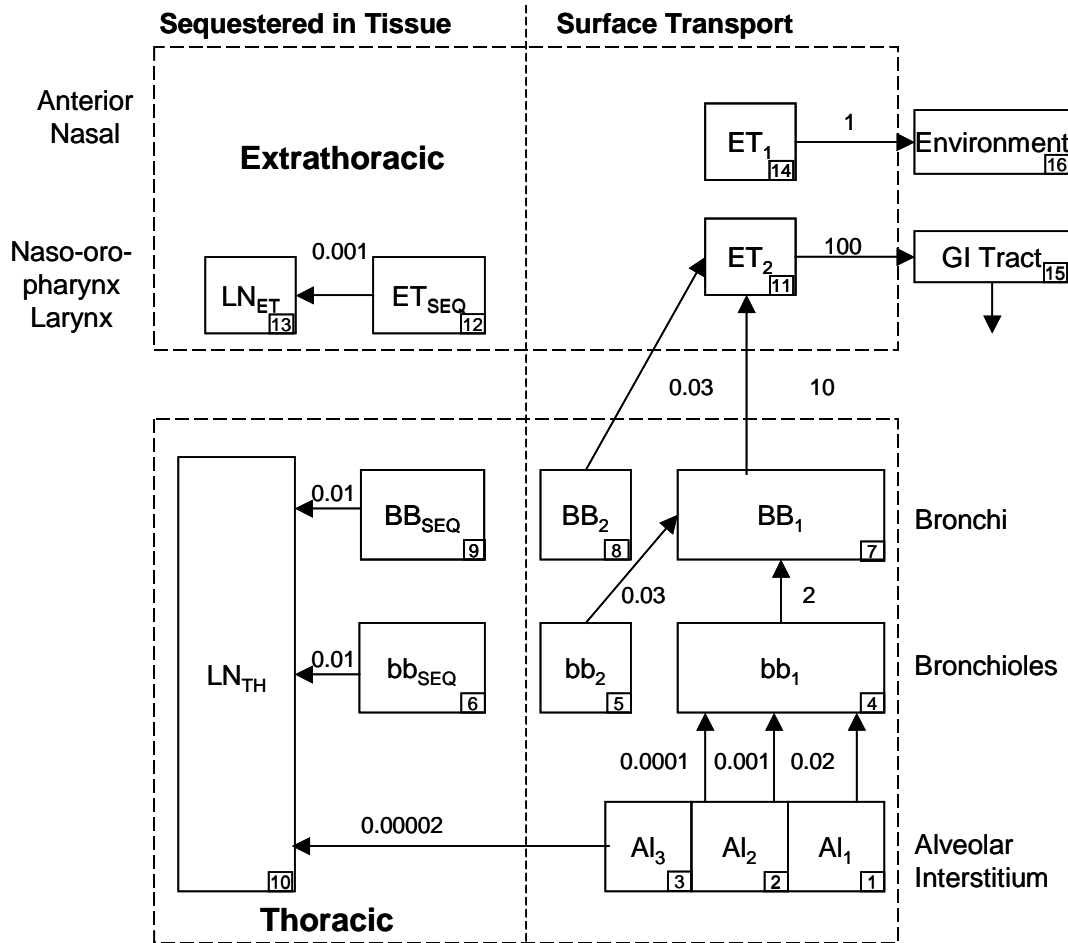 Sequestered in Tissue
Surface Transport
Anterior
Nasal
Extrathoracic
ET1
14
1
Environment
16
Naso-oro-
pharynx
Larynx
LNET
13
0.001
ETSEQ
12
ET2
11
100
GI Tract
15
0.03
10
LNTH
10
0.01
BBSEQ
9
BB2
8
BB1
7
Bronchi
0.03
2
0.01
bbSEQ
6
bb2
5
bb1
4
Bronchioles
0.0001
0.001
0.02
0.00002
AI3
3
AI2
2
AI1
1
Alveolar
Interstitium
Thoracic